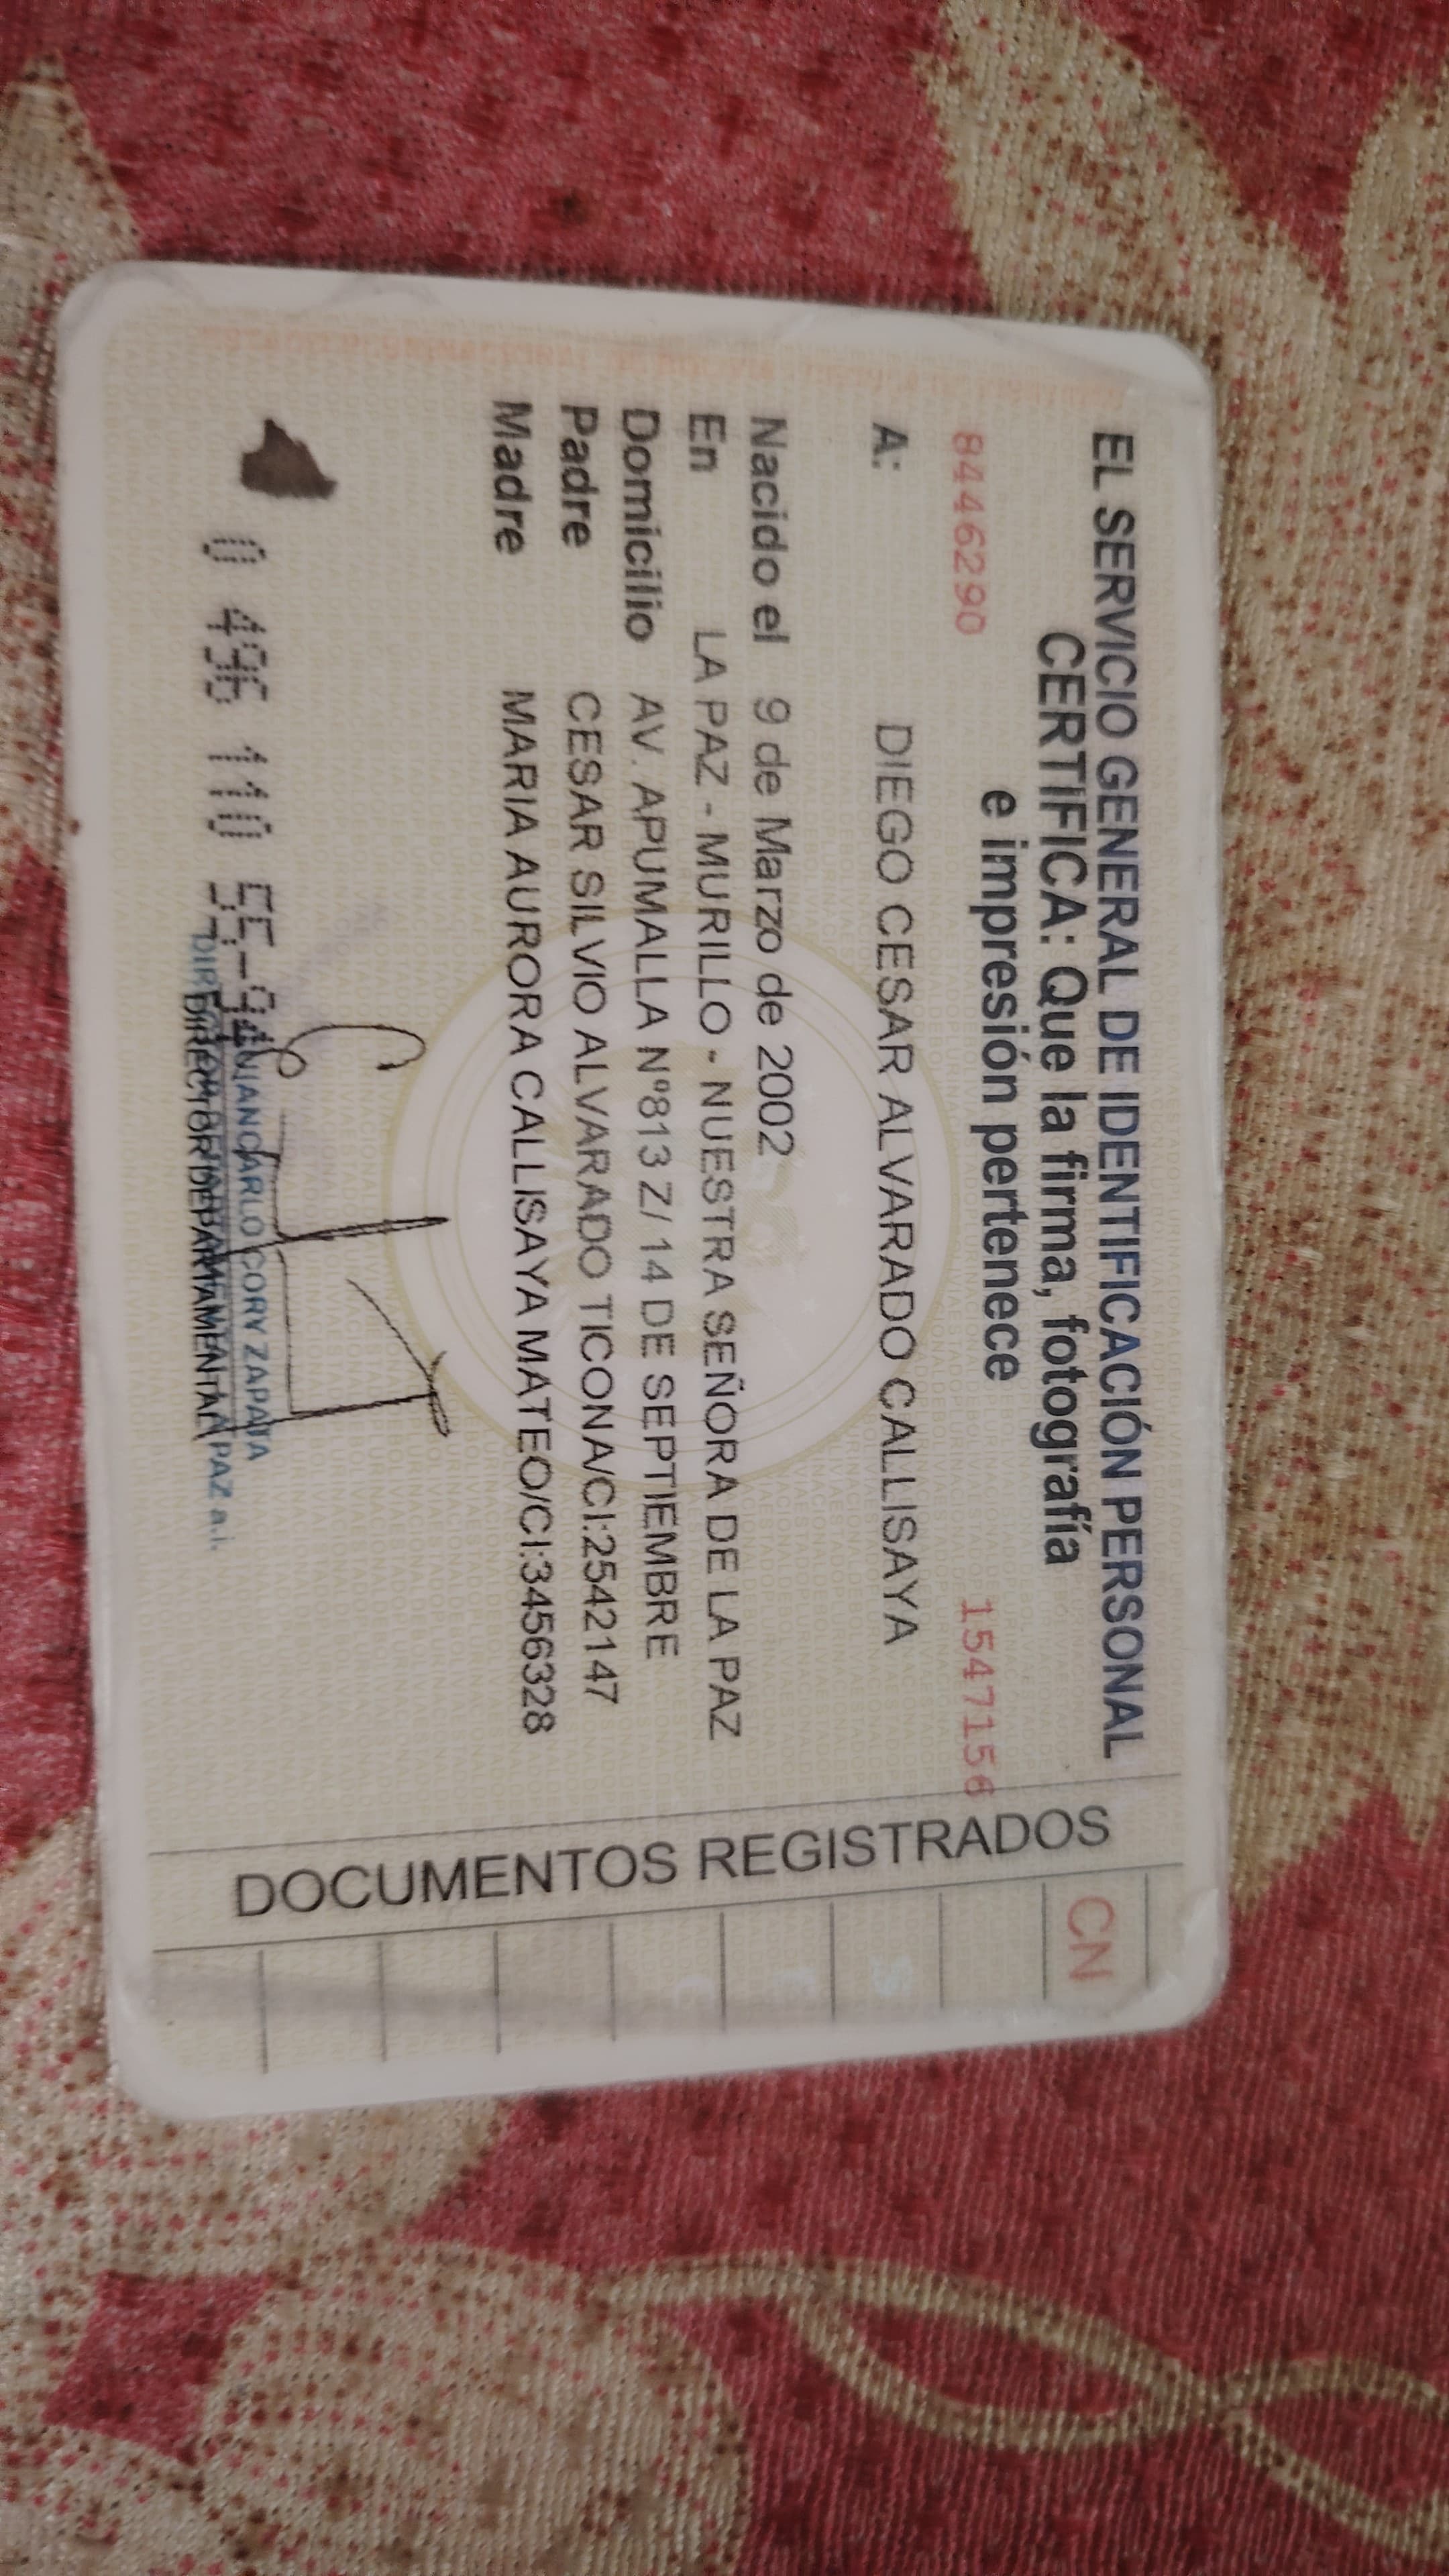 EL SERVICIO GENERAL DE IDENTIFICACIÓN PERSONAL
CERTIFICA: Que la firma, fotografía
e impresión pertenece
8446290 1547156
A: DIEGO CESAR ALVARADO CALLISAYA
Nacido el 9 de Marzo de 2002
En LA PAZ - MURILLO - NUESTRA SEÑORA DE LA PAZ
Domicilio AV. APUMALLA Nº813 Z/ 14 DE SEPTIEMBRE
Padre CESAR SILVIO ALVARADO TICONA/CI:2542147
Madre MARIA AURORA CALLISAYA MATEO/CI:3456328
0 496 110 55-94
GUIANCARLO CORY ZAPATA
DIRECTOR DEPARTAMENTAL LA PAZ a.i.
DIRECTOR DEPARTAMENTAL
DOCUMENTOS REGISTRADOS
CN